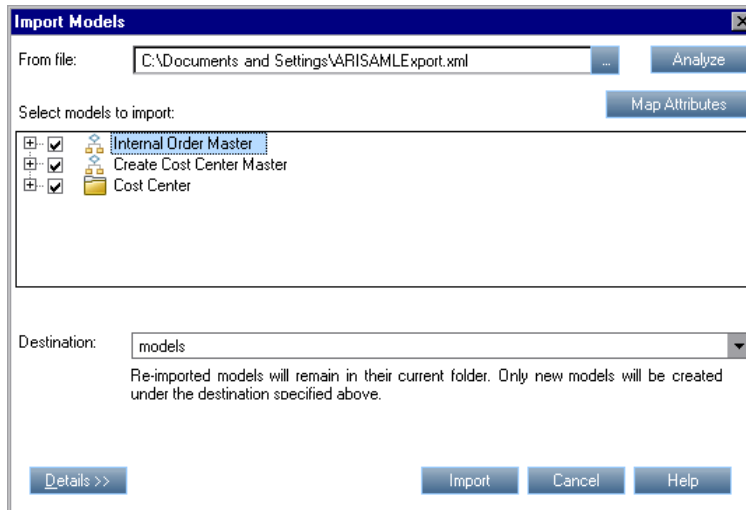 Import Models
From file:
C:\Documents and Settings\ARISAMLExport.xml
...
Analyze
Map Attributes
Select models to import:
Internal Order Master
Create Cost Center Master
Cost Center
Destination:
models
Re-imported models will remain in their current folder. Only new models will be created
under the destination specified above.
Details >>
Import
Cancel
Help